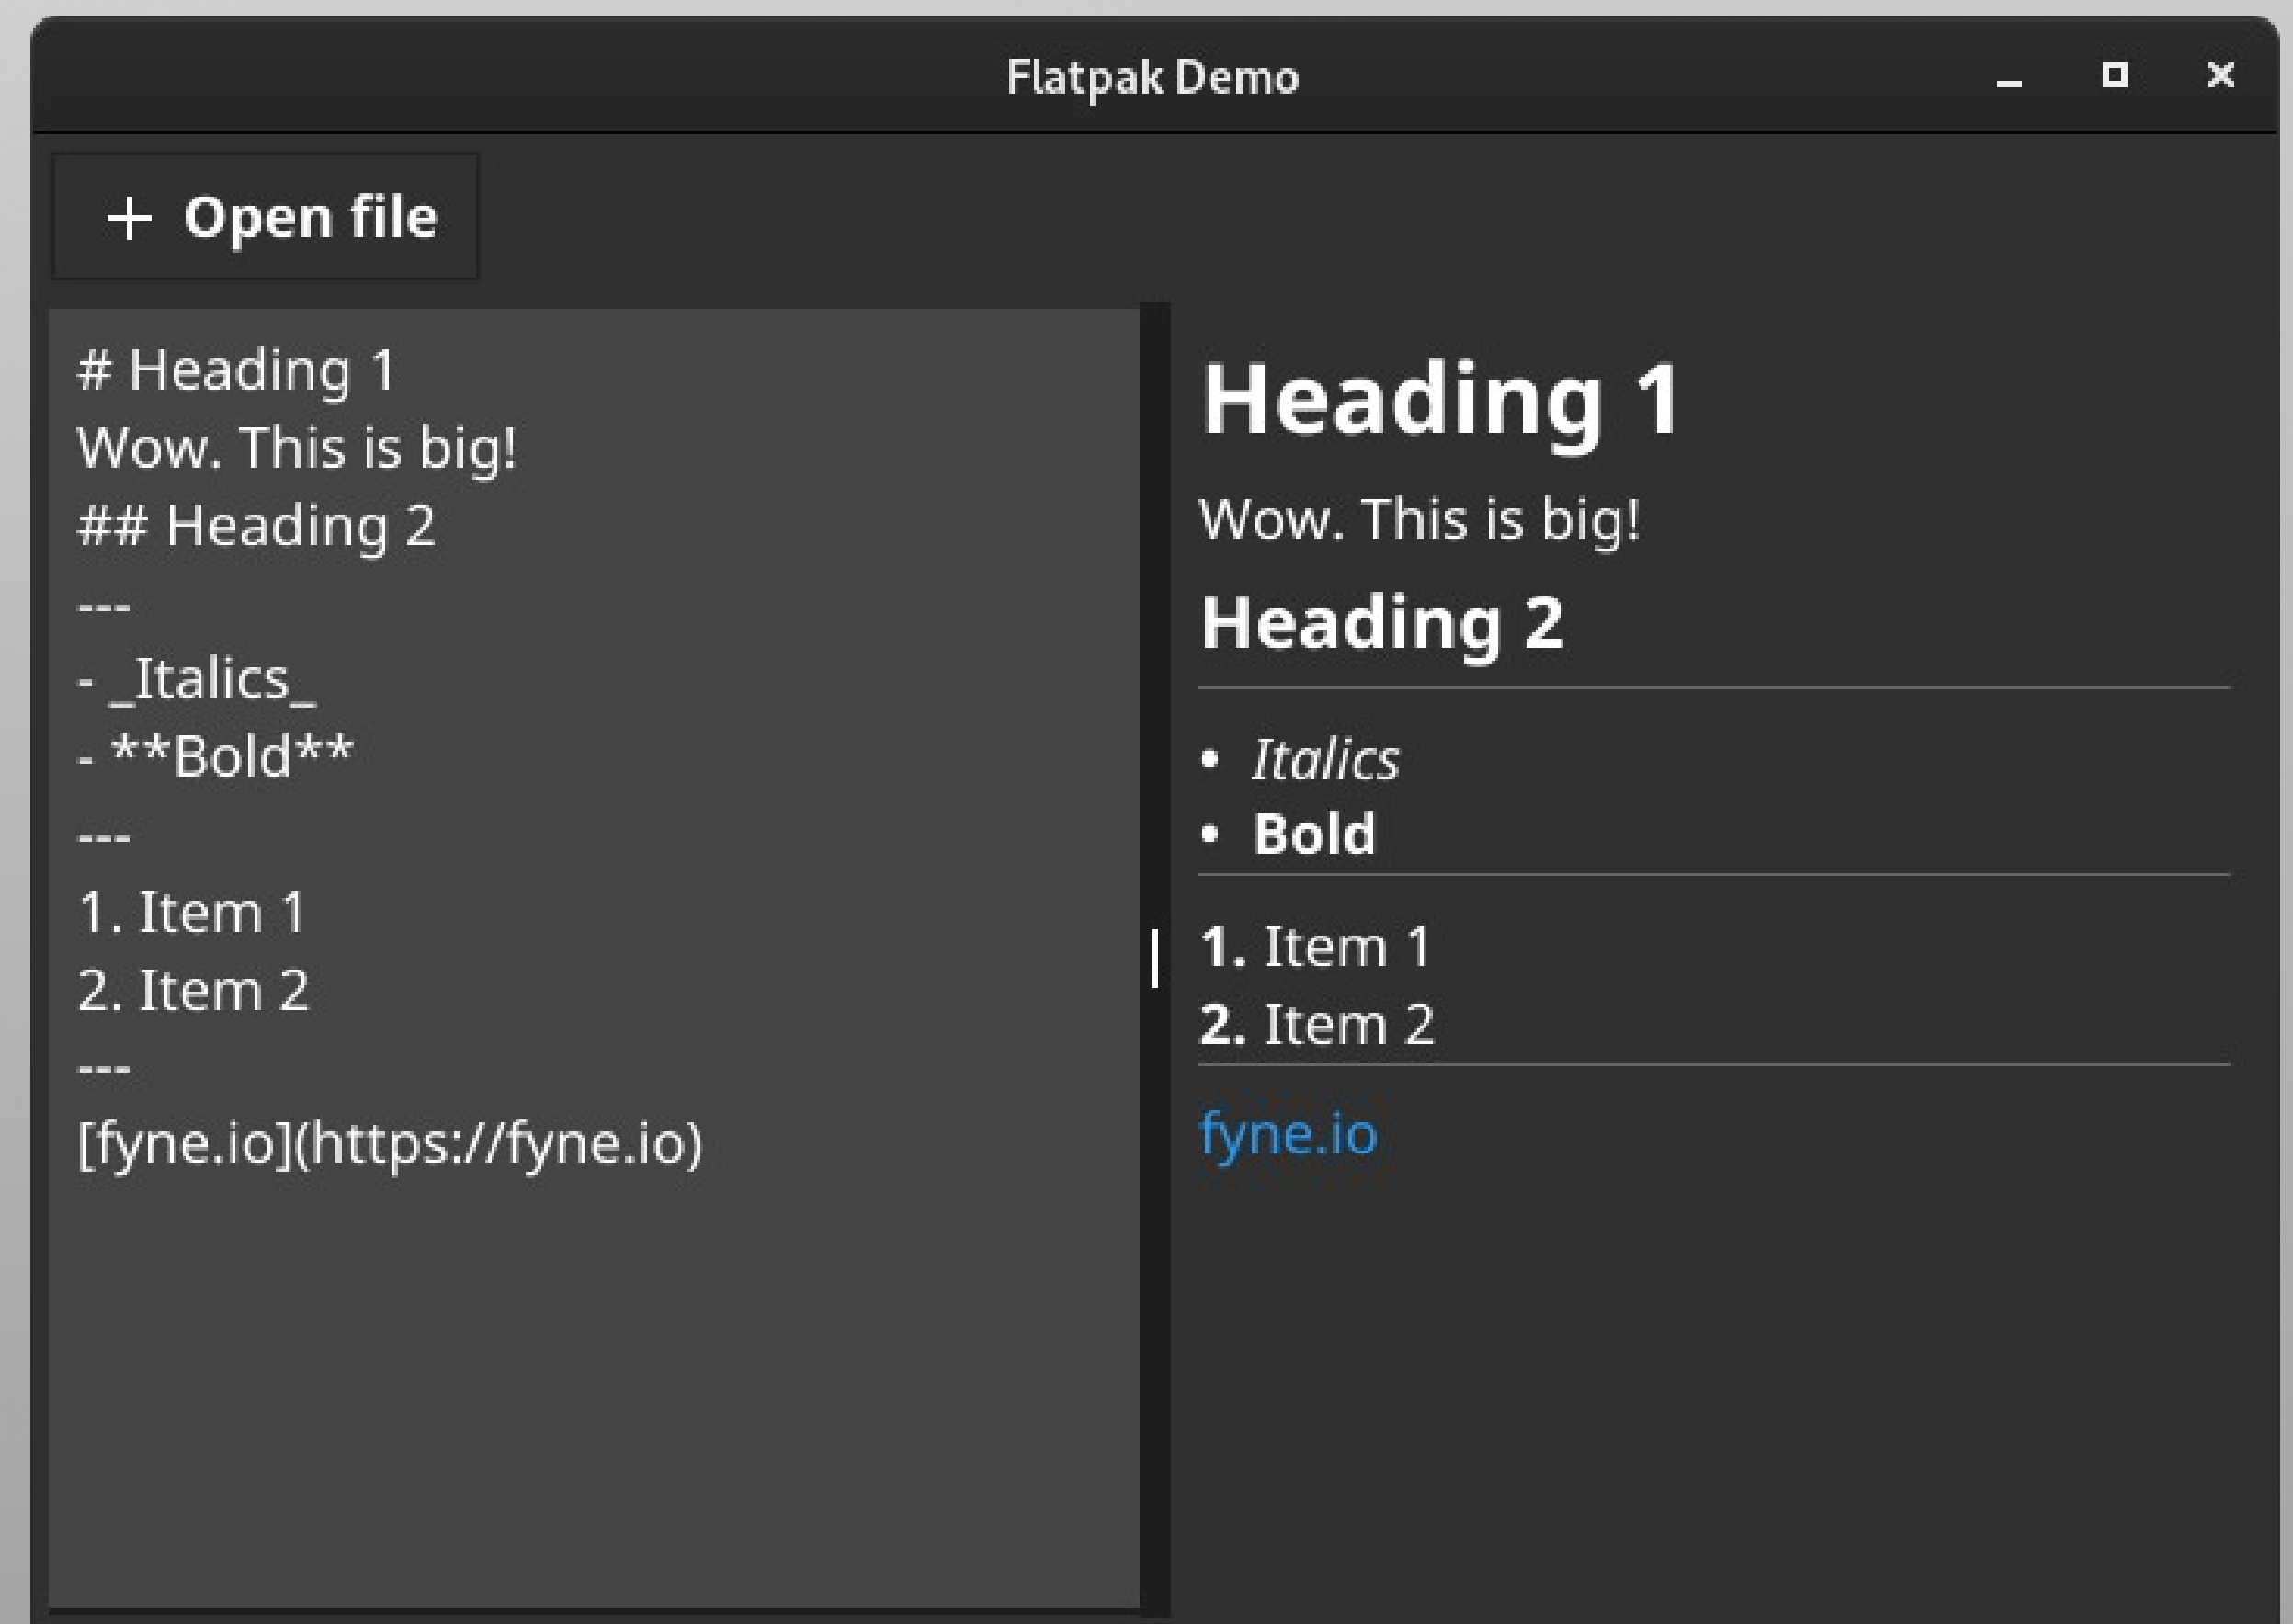 Flatpak Demo
+ Open file
# Heading 1
Wow. This is big!
## Heading 2
---
- _Italics_
- **Bold**
---
1. Item 1
2. Item 2
---
[fyne.io](https://fyne.io)
Heading 1
Wow. This is big!
Heading 2
• Italics
• Bold
1. Item 1
2. Item 2
fyne.io